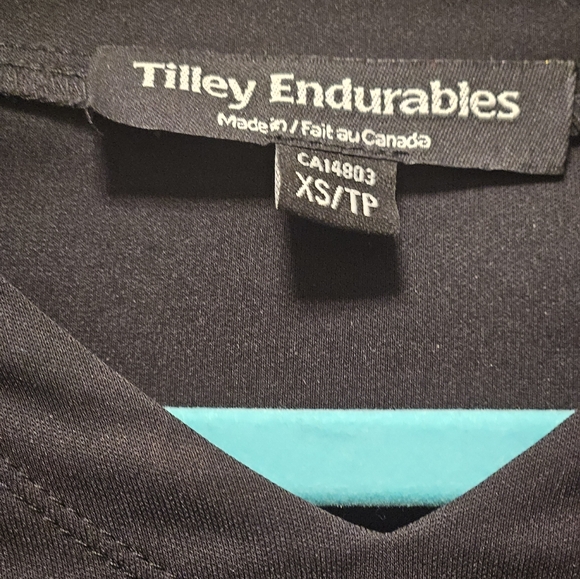 Tilley Endurables
Made in / Fait au Canada
CA14803
XS/TP